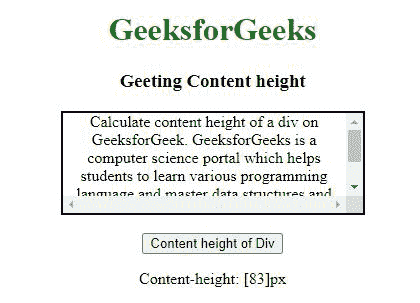 GeeksforGeeks
Geeting Content height
Calculate content height of a div on
GeeksforGeek. GeeksforGeeks is a
computer science portal which helps
students to learn various programming
language and master data structures and
Content height of Div
Content-height: [83]px